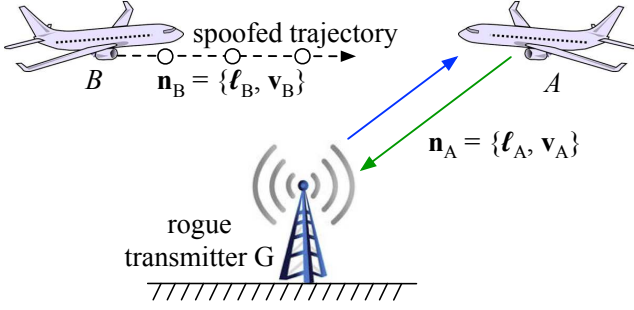 spoofed trajectory
B
n_B = {ℓ_B, v_B}
A
n_A = {ℓ_A, v_A}
rogue
transmitter G